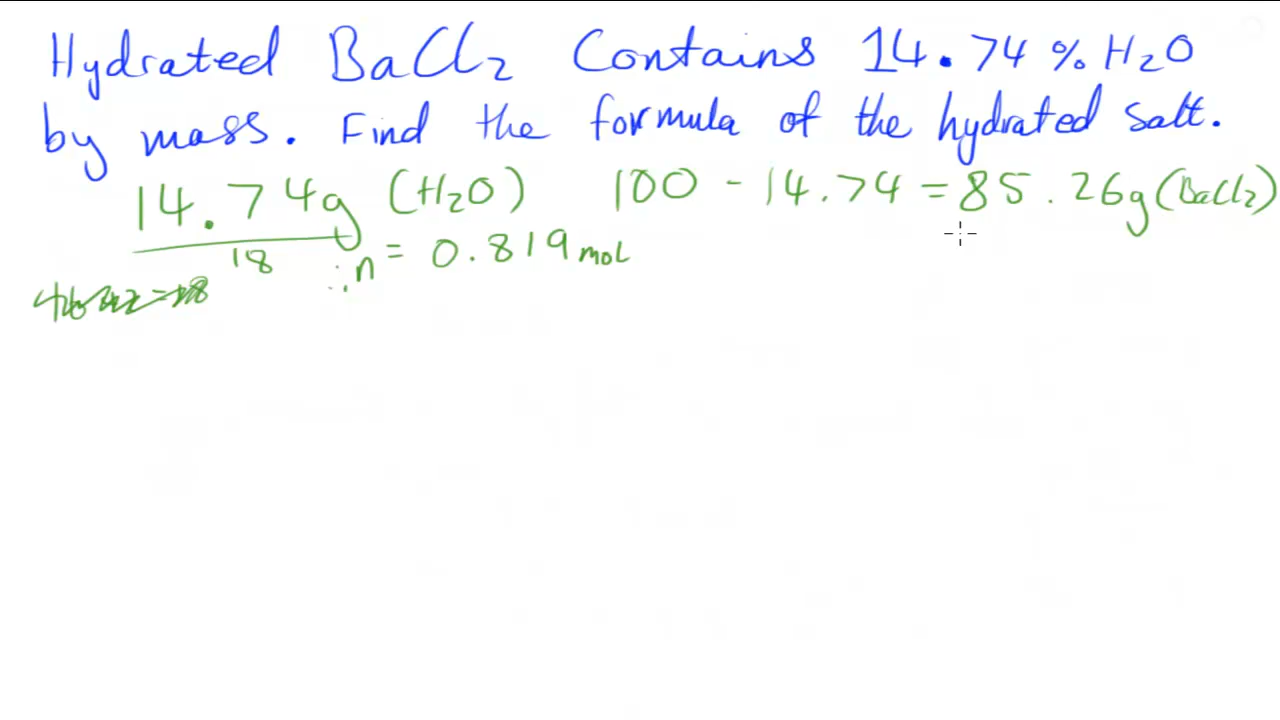 Hydrated BaCl2 Contains 14.74 % H2O
by mass. Find the formula of the hydrated salt.
14.74g (H2O) 100 - 14.74 = 85.26g (BaCl2)
18 ∴n = 0.819 mol